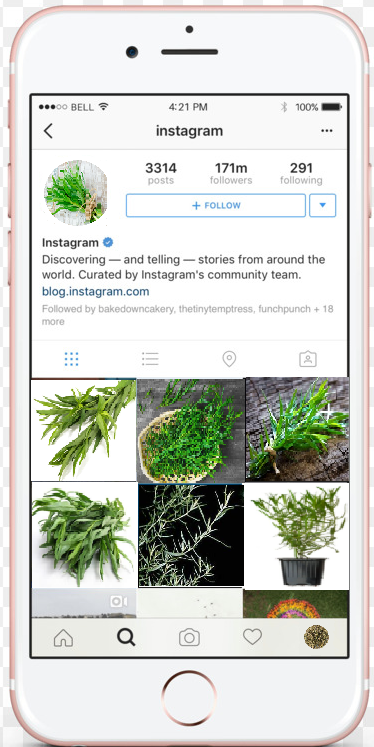 BELL 4:21 PM 100%
instagram
3314 171m 291
posts followers following
+ FOLLOW
Instagram
Discovering — and telling — stories from around the
world. Curated by Instagram's community team.
blog.instagram.com
Followed by bakedowncakery, thetinytemptress, funchpunch + 18
more